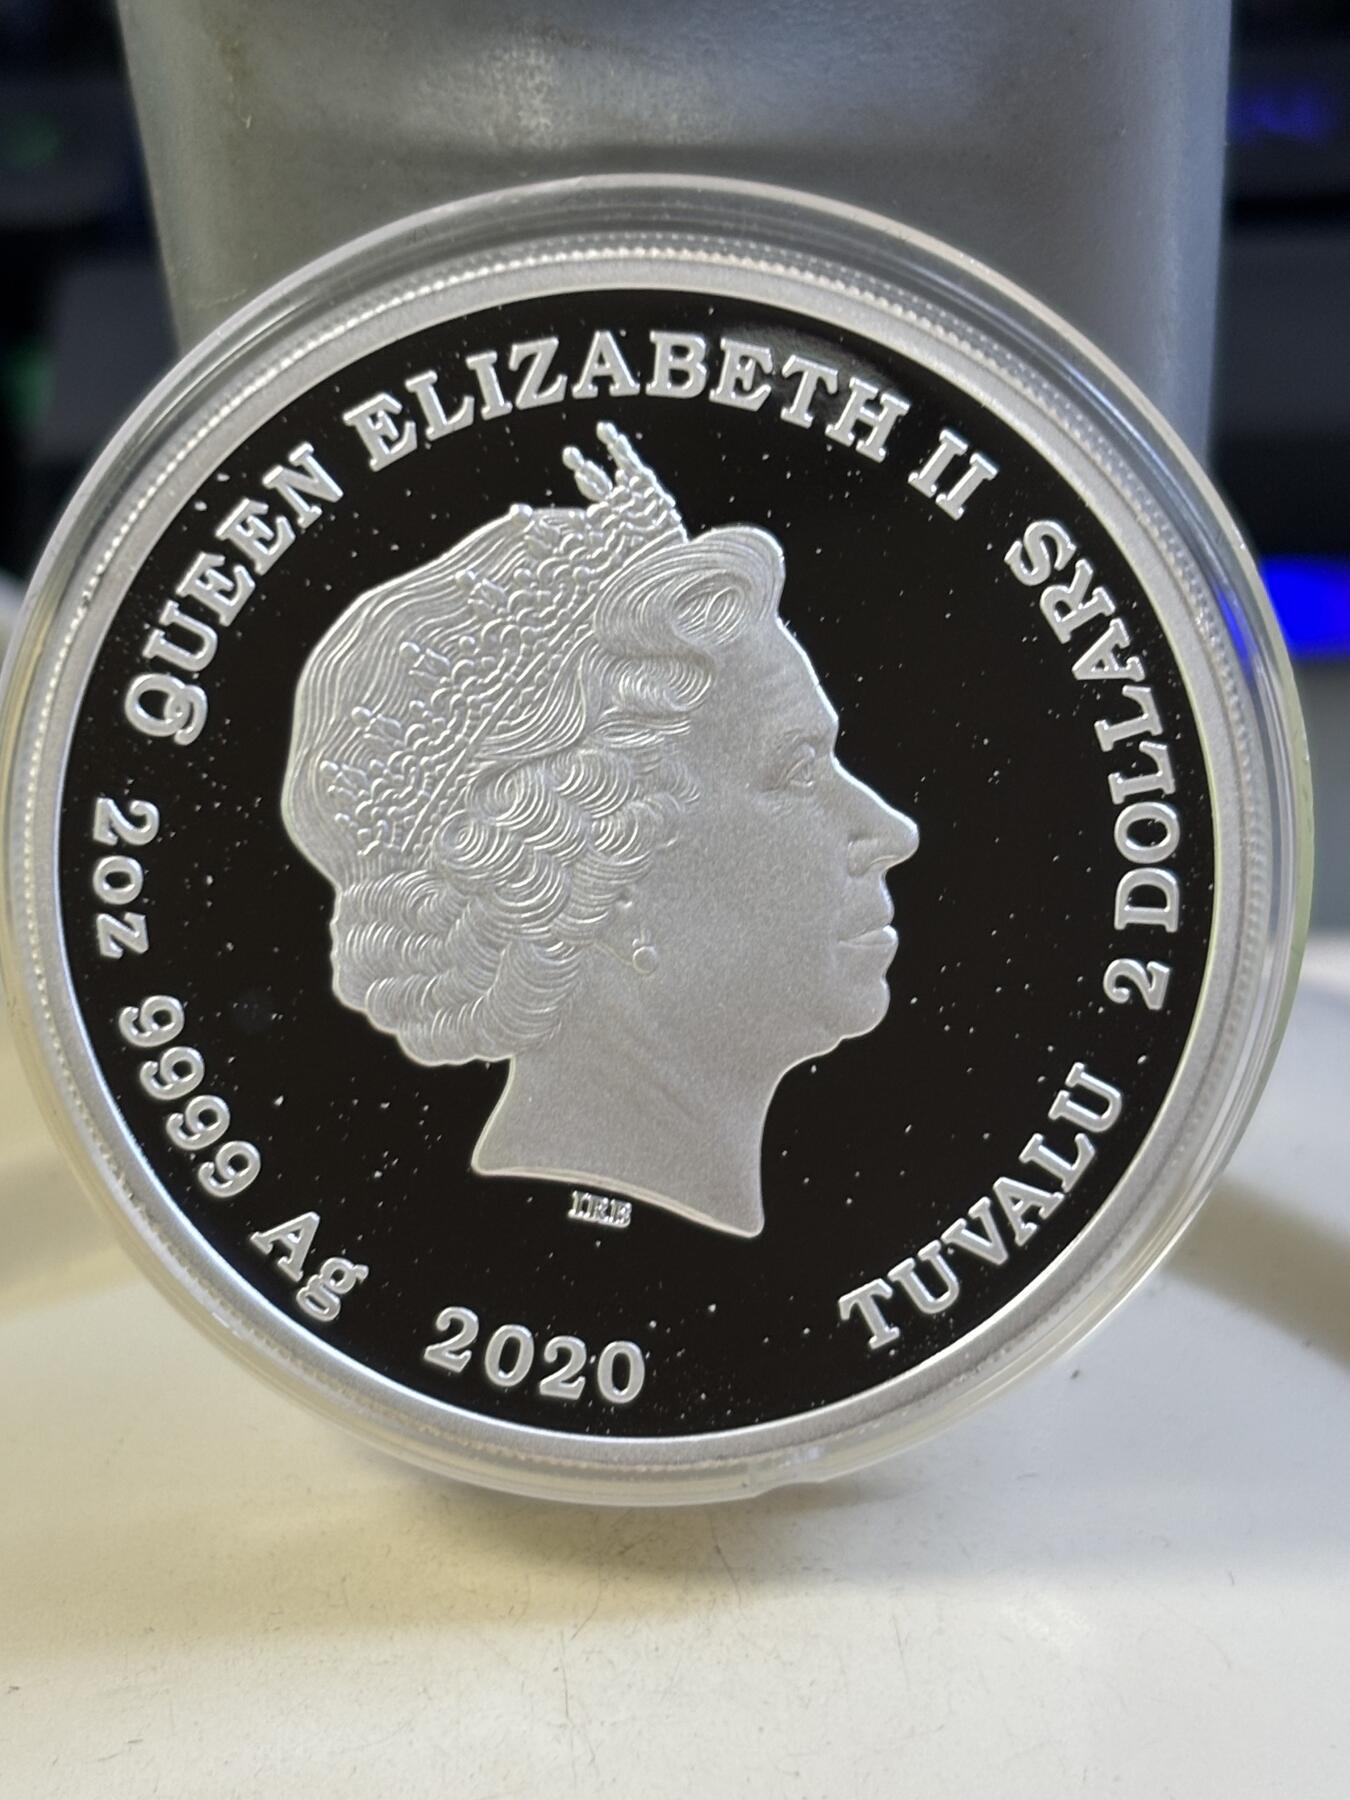 QUEEN ELIZABETH II
TUVALU 2 DOLLARS
2oz 9999 Ag 2020
IRB